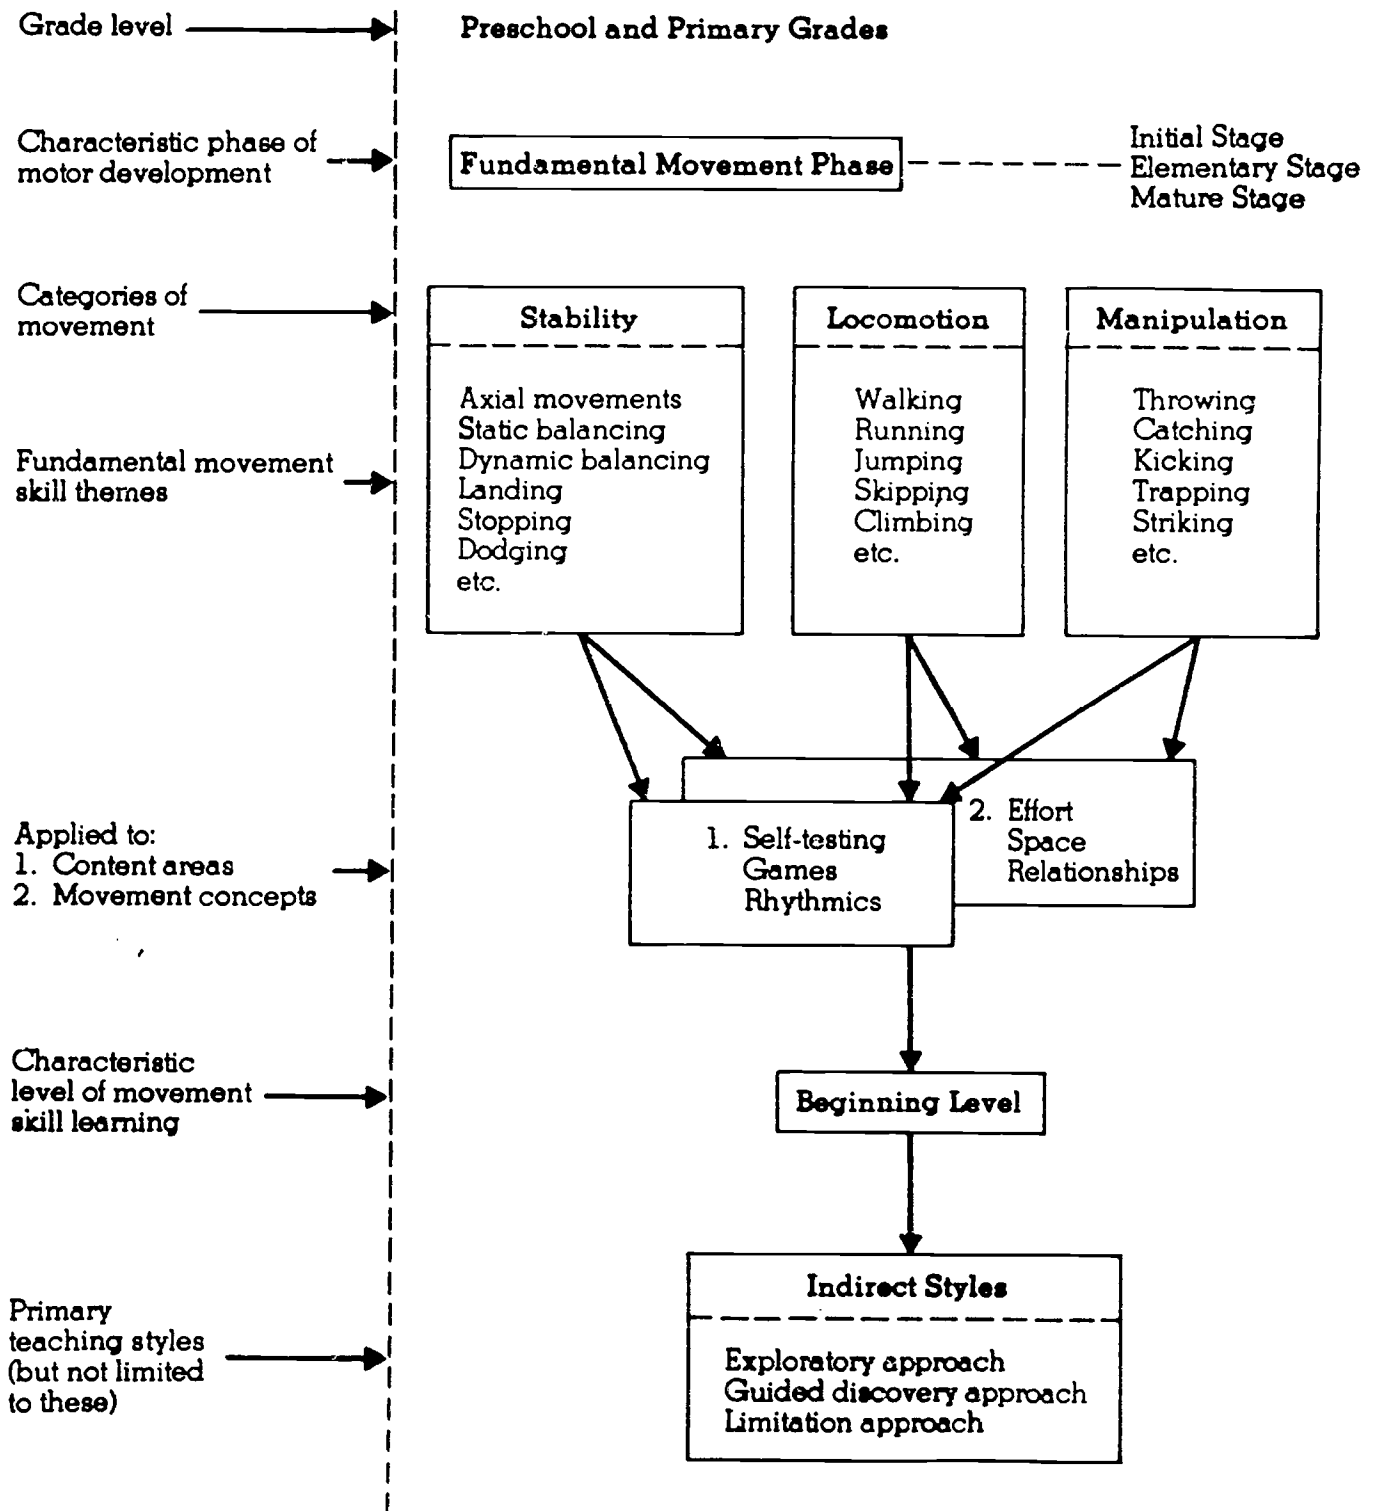 Grade level
Preschool and Primary Grades
Characteristic phase of
motor development
Fundamental Movement Phase
Initial Stage
Elementary Stage
Mature Stage
Categories of
movement
Stability
Locomotion
Manipulation
Fundamental movement
skill themes
Axial movements
Static balancing
Dynamic balancing
Landing
Stopping
Dodging
etc.
Walking
Running
Jumping
Skipping
Climbing
etc.
Throwing
Catching
Kicking
Trapping
Striking
etc.
Applied to:
1. Content areas
2. Movement concepts
1. Self-testing
Games
Rhythmics
2. Effort
Space
Relationships
Characteristic
level of movement
skill learning
Beginning Level
Primary
teaching styles
(but not limited
to these)
Indirect Styles
Exploratory approach
Guided discovery approach
Limitation approach